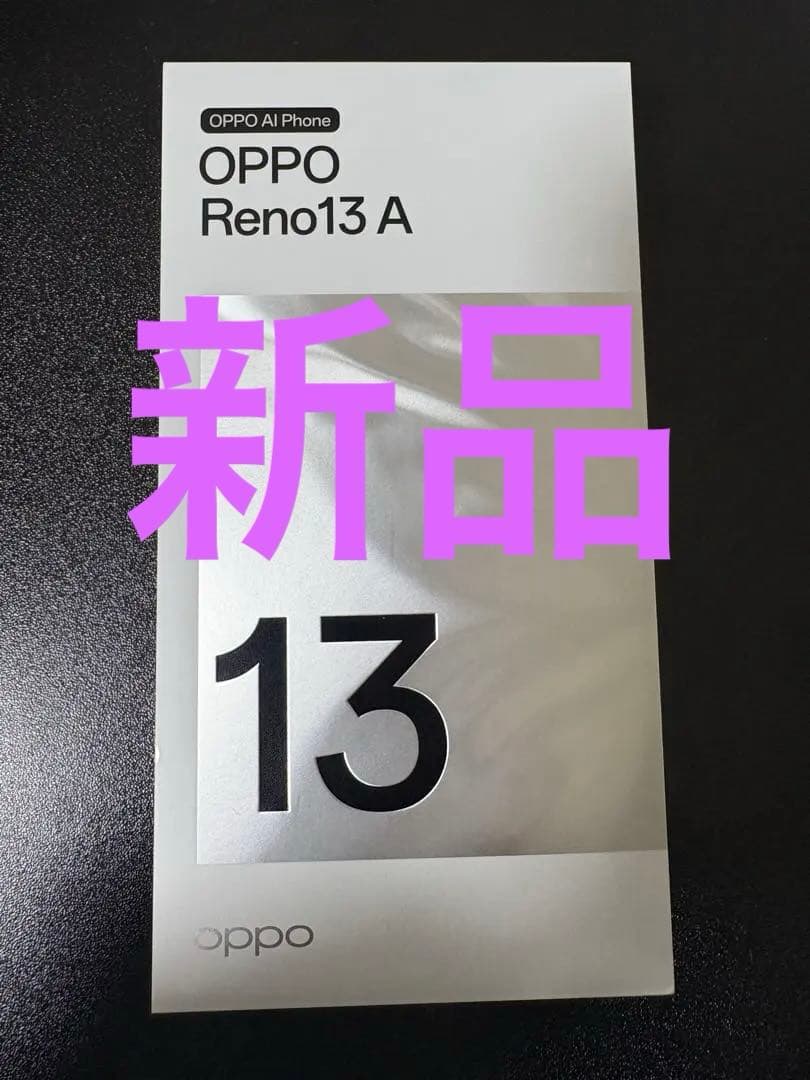 OPPO AI Phone
OPPO
Reno13 A
新品
13
oppo